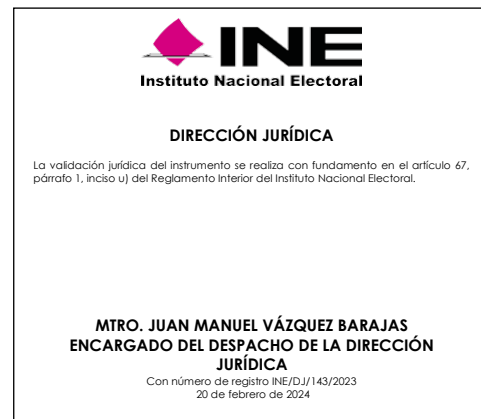 INE
Instituto Nacional Electoral
DIRECCIÓN JURÍDICA
La validación jurídica del instrumento se realiza con fundamento en el artículo 67,
párrafo 1, inciso u) del Reglamento Interior del Instituto Nacional Electoral.
MTRO. JUAN MANUEL VÁZQUEZ BARAJAS
ENCARGADO DEL DESPACHO DE LA DIRECCIÓN
JURÍDICA
Con número de registro INE/DJ/143/2023
20 de febrero de 2024